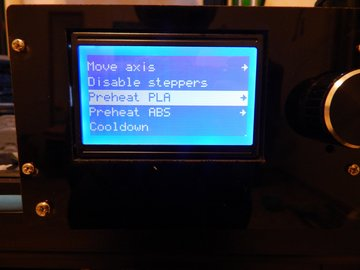 Move axis →
Disable steppers
Preheat PLA →
Preheat ABS →
Cooldown